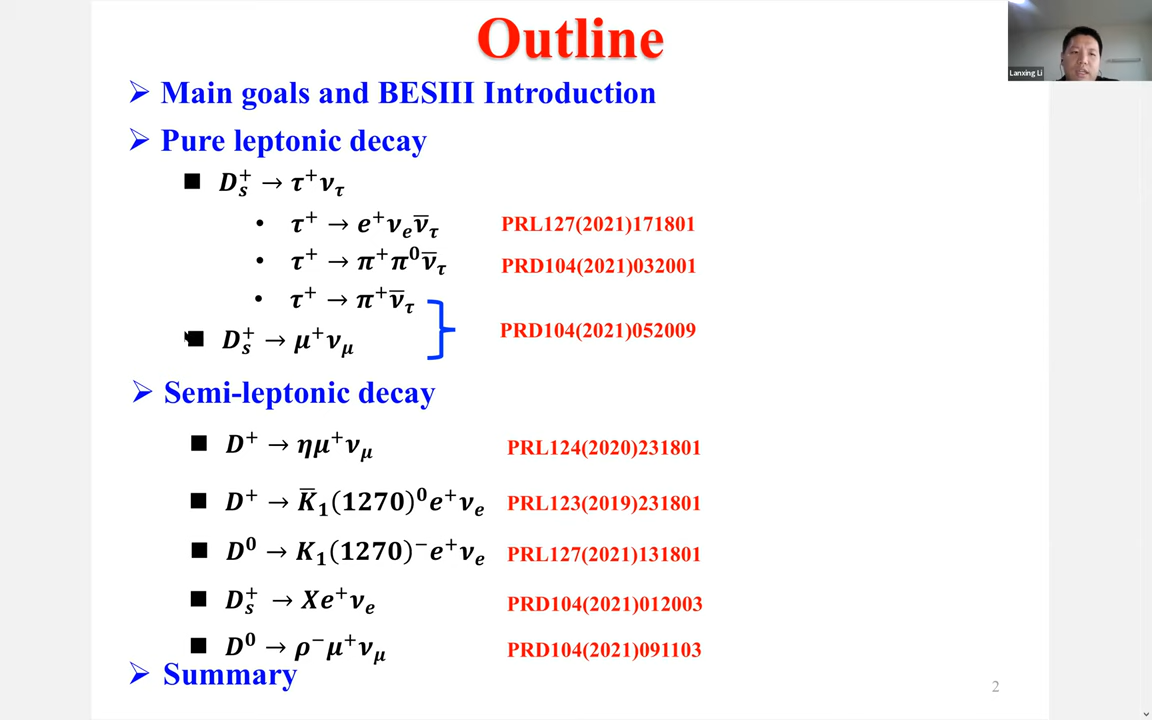 Outline
Lanxing Li
➢ Main goals and BESIII Introduction
➢ Pure leptonic decay
■ D_s^+ → τ^+ν_τ
• τ^+ → e^+ν_e ν̅_τ PRL127(2021)171801
• τ^+ → π^+π^0 ν̅_τ PRD104(2021)032001
• τ^+ → π^+ ν̅_τ
PRD104(2021)052009
■ D_s^+ → μ^+ν_μ
➢ Semi-leptonic decay
■ D^+ → ημ^+ν_μ PRL124(2020)231801
■ D^+ → K̅_1(1270)^0 e^+ν_e PRL123(2019)231801
■ D^0 → K_1(1270)^− e^+ν_e PRL127(2021)131801
■ D_s^+ → Xe^+ν_e PRD104(2021)012003
■ D^0 → ρ^−μ^+ν_μ PRD104(2021)091103
➢ Summary
2